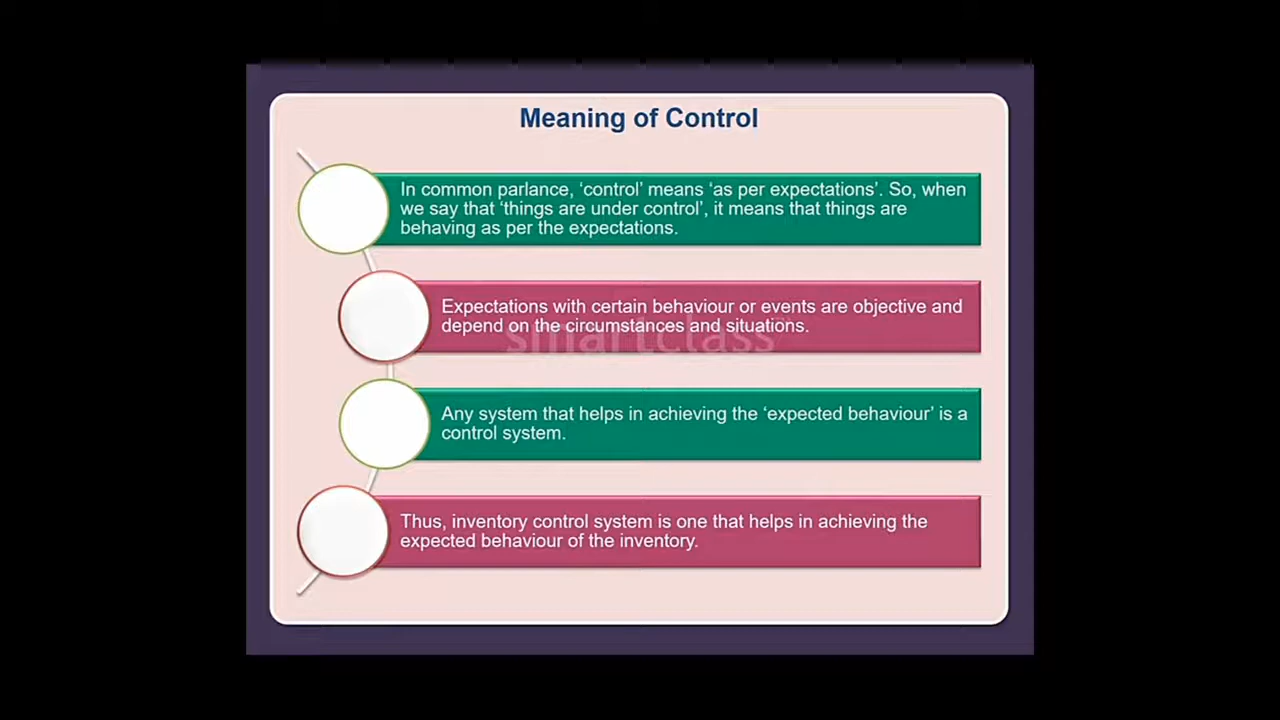 Meaning of Control
In common parlance, ‘control’ means ‘as per expectations’. So, when
we say that ‘things are under control’, it means that things are
behaving as per the expectations.
Expectations with certain behaviour or events are objective and
depend on the circumstances and situations.
smartclass
Any system that helps in achieving the ‘expected behaviour’ is a
control system.
Thus, inventory control system is one that helps in achieving the
expected behaviour of the inventory.